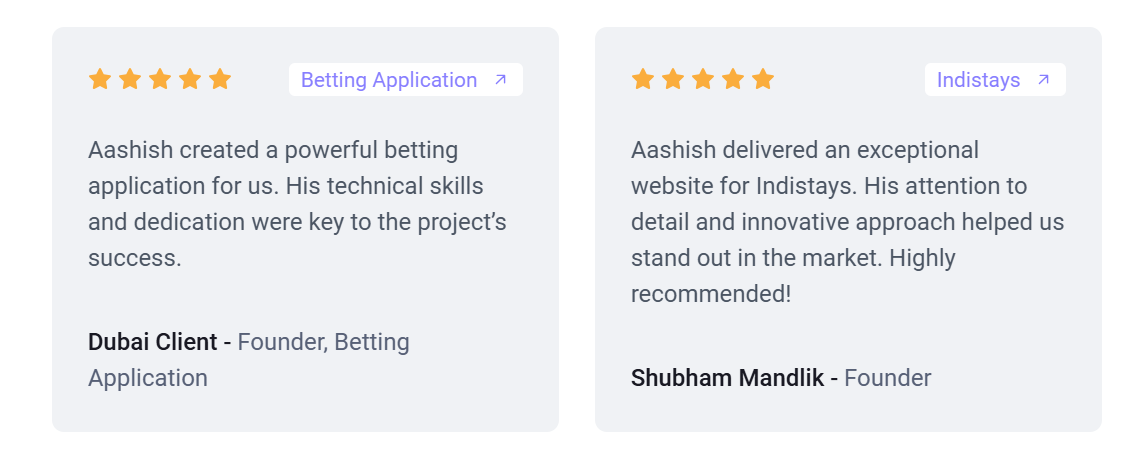 Betting Application
Aashish created a powerful betting
application for us. His technical skills
and dedication were key to the project’s
success.
Dubai Client - Founder, Betting
Application
Indistays
Aashish delivered an exceptional
website for Indistays. His attention to
detail and innovative approach helped us
stand out in the market. Highly
recommended!
Shubham Mandlik - Founder